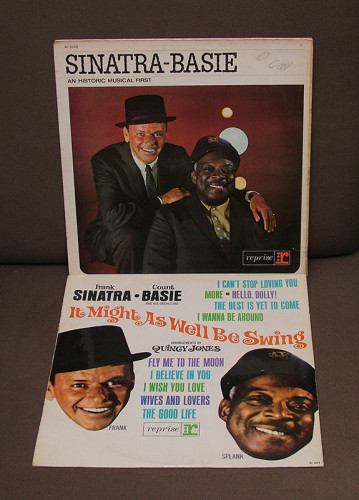 SINATRA-BASIE
AN HISTORIC MUSICAL FIRST
reprise
Frank Count
SINATRA • BASIE
AND HIS ORCHESTRA
I CAN'T STOP LOVING YOU
MORE • HELLO, DOLLY!
THE BEST IS YET TO COME
I WANNA BE AROUND
It Might As Well Be Swing
ARRANGEMENTS BY
QUINCY JONES
FLY ME TO THE MOON
I BELIEVE IN YOU
I WISH YOU LOVE
WIVES AND LOVERS
THE GOOD LIFE
reprise
FRANK
SPLANK